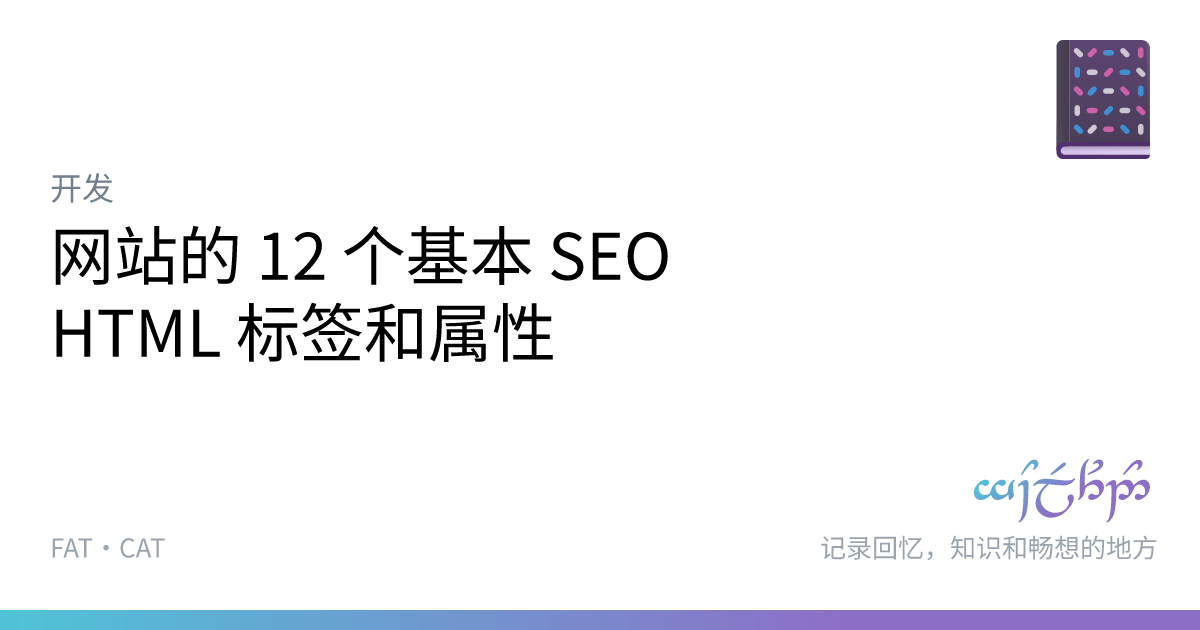 开发
网站的 12 个基本 SEO
HTML 标签和属性
FAT・CAT
记录回忆，知识和畅想的地方